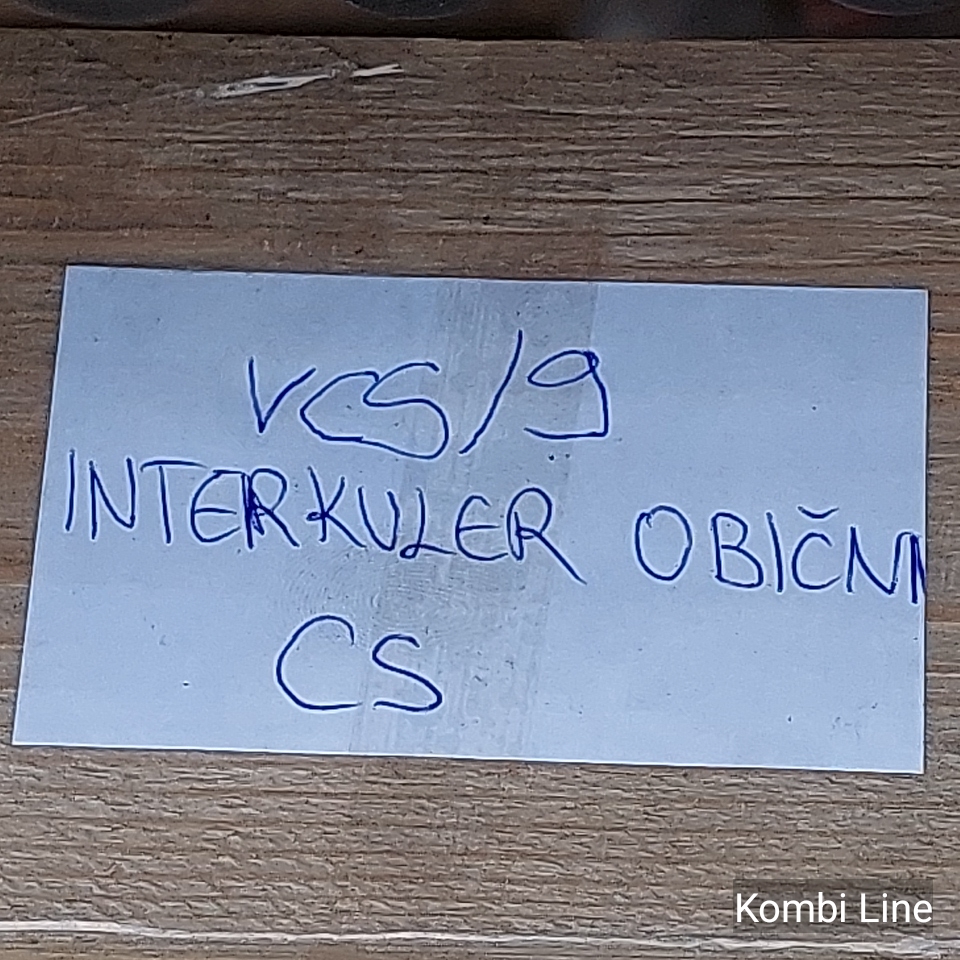 VCS/9
INTERKULER OBIČNI
CS
Kombi Line